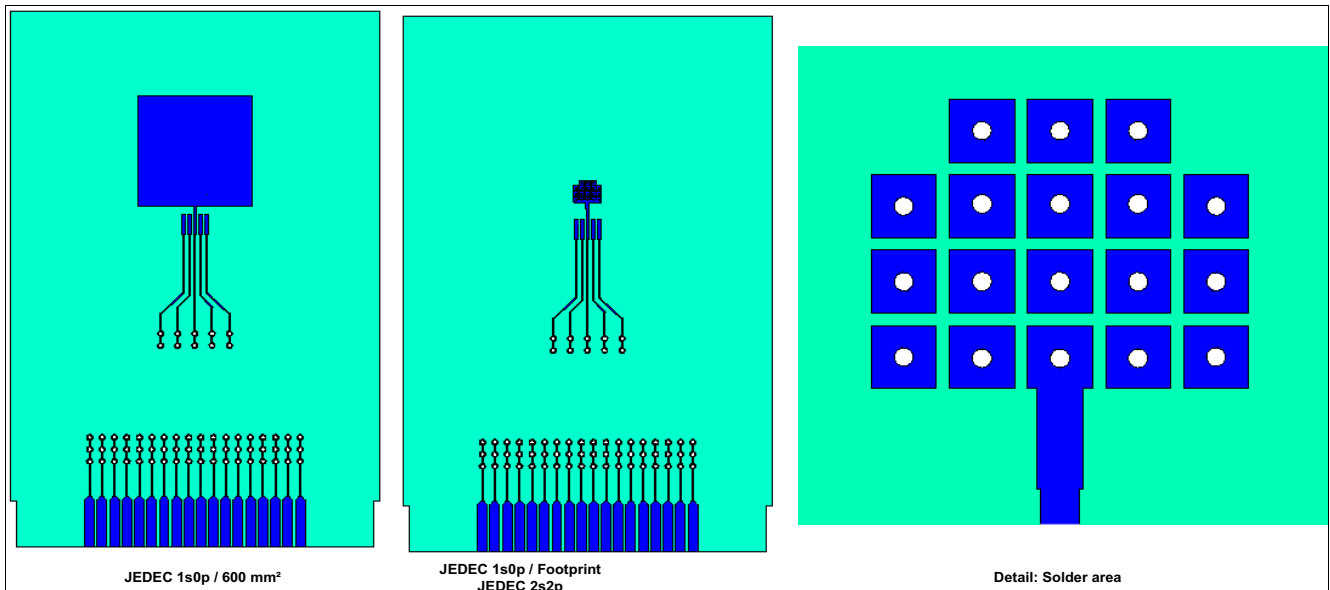 JEDEC 1s0p / 600 mm²
JEDEC 1s0p / Footprint
JEDEC 2s2p
Detail: Solder area